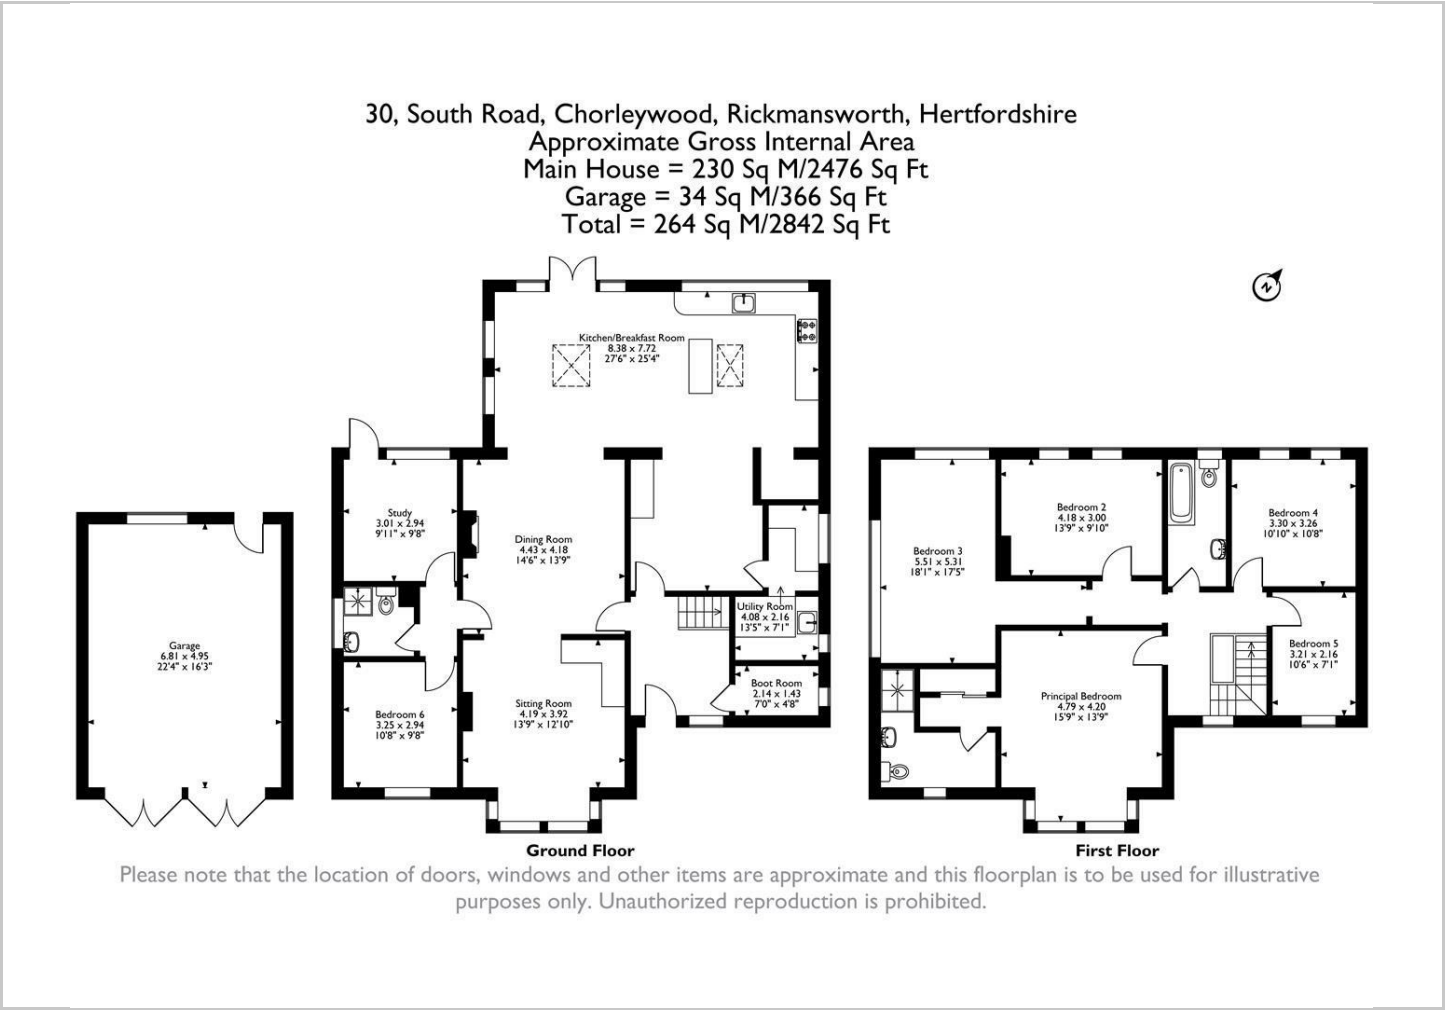 30, South Road, Chorleywood, Rickmansworth, Hertfordshire
Approximate Gross Internal Area
Main House = 230 Sq M/2476 Sq Ft
Garage = 34 Sq M/366 Sq Ft
Total = 264 Sq M/2842 Sq Ft
N
Kitchen/Breakfast Room
8.38 x 7.72
27'6" x 25'4"
Study
3.01 x 2.94
9'11" x 9'8"
Dining Room
4.43 x 4.18
14'6" x 13'9"
Utility Room
4.08 x 2.16
13'5" x 7'1"
Garage
6.81 x 4.95
22'4" x 16'3"
Bedroom 6
3.25 x 2.94
10'8" x 9'8"
Sitting Room
4.19 x 3.92
13'9" x 12'10"
Boot Room
2.14 x 1.43
7'0" x 4'8"
Bedroom 3
5.51 x 5.31
18'1" x 17'5"
Bedroom 2
4.18 x 3.00
13'9" x 9'10"
Bedroom 4
3.30 x 3.26
10'10" x 10'8"
Bedroom 5
3.21 x 2.16
10'6" x 7'1"
Principal Bedroom
4.79 x 4.20
15'9" x 13'9"
Ground Floor
First Floor
Please note that the location of doors, windows and other items are approximate and this floorplan is to be used for illustrative
purposes only. Unauthorized reproduction is prohibited.